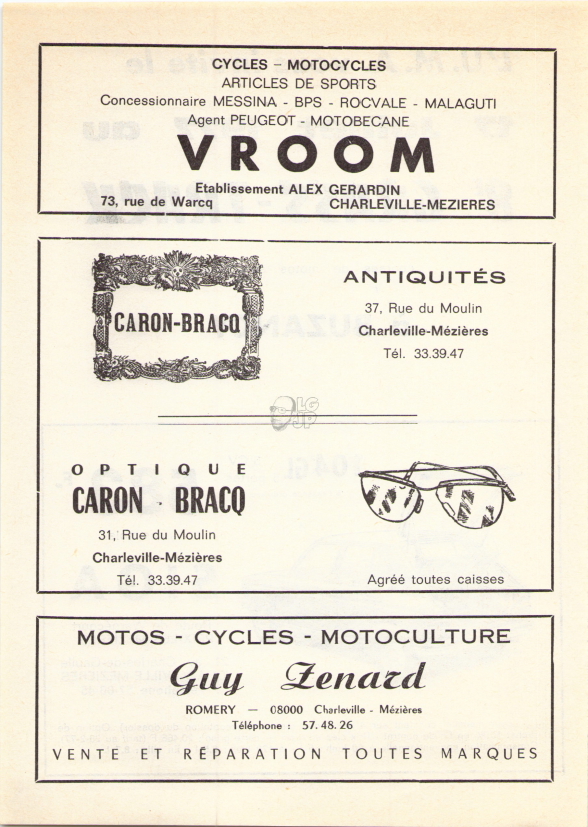 CYCLES - MOTOCYCLES
ARTICLES DE SPORTS
Concessionnaire MESSINA - BPS - ROCVALE - MALAGUTI
Agent PEUGEOT - MOTOBECANE
VROOM
Etablissement ALEX GERARDIN
73, rue de Warcq CHARLEVILLE-MEZIERES
CARON-BRACQ
ANTIQUITÉS
37, Rue du Moulin
Charleville-Mézières
Tél. 33.39.47
LG
JP
OPTIQUE
CARON - BRACQ
31, Rue du Moulin
Charleville-Mézières
Tél. 33.39.47
Agréé toutes caisses
MOTOS - CYCLES - MOTOCULTURE
Guy Zenard
ROMERY — 08000 Charleville - Mézières
Téléphone : 57.48.26
VENTE ET RÉPARATION TOUTES MARQUES